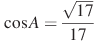 cosA = √17/17